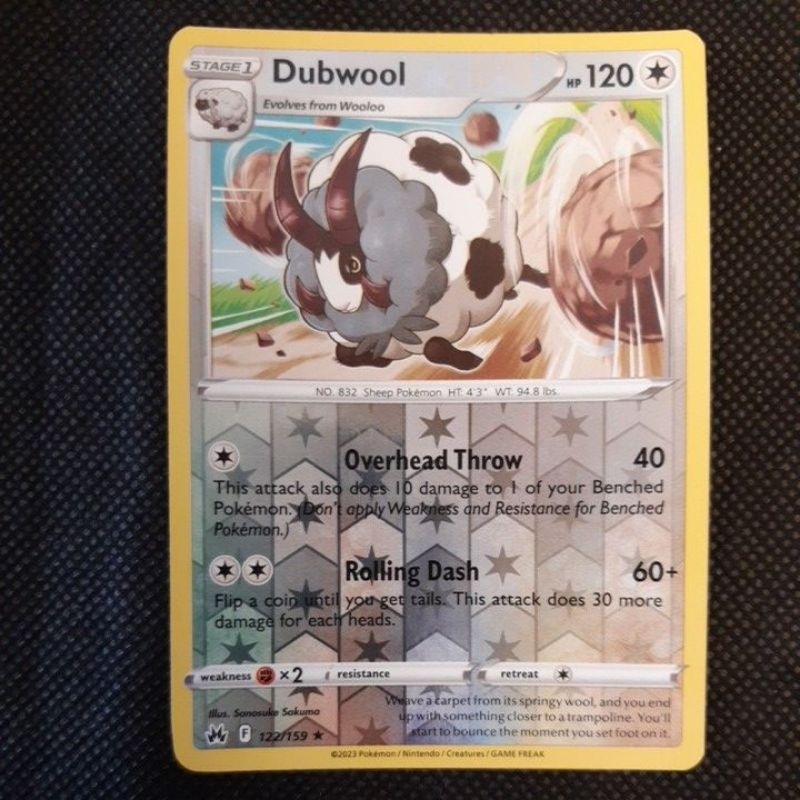 STAGE 1
Dubwool
HP 120
Evolves from Wooloo
NO. 832 Sheep Pokémon HT: 4'3" WT: 94.8 lbs.
Overhead Throw 40
This attack also does 10 damage to 1 of your Benched
Pokémon. (Don't apply Weakness and Resistance for Benched
Pokémon.)
Rolling Dash 60+
Flip a coin until you get tails. This attack does 30 more
damage for each heads.
weakness ×2 resistance retreat
Illus. Sanosuke Sakuma
Weave a carpet from its springy wool, and you end
up with something closer to a trampoline. You'll
start to bounce the moment you set foot on it.
F 122/159 ★
©2023 Pokémon / Nintendo / Creatures / GAME FREAK